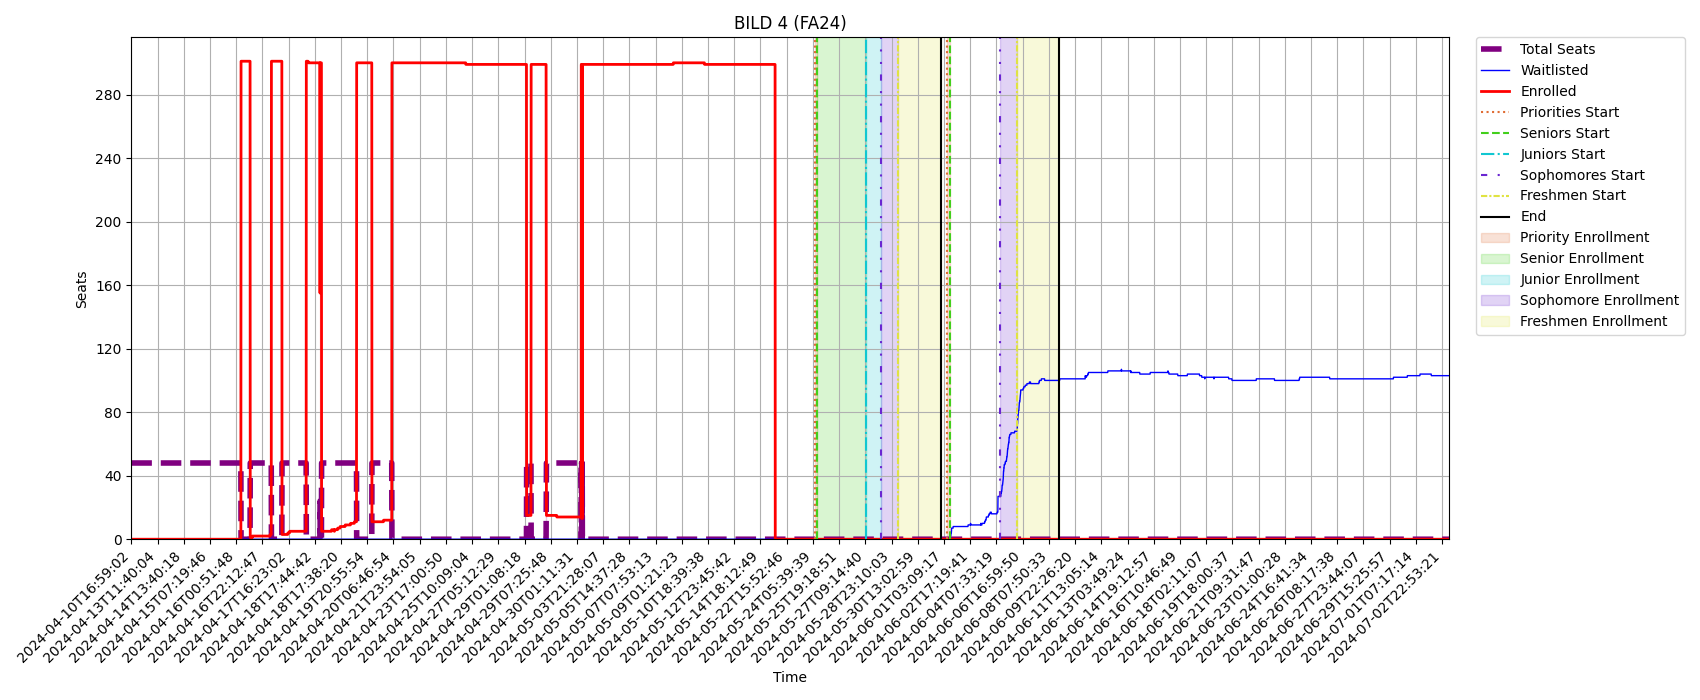 BILD 4 (FA24)
Seats
280
240
200
160
120
80
40
0
2024-04-10T16:59:02
2024-04-13T11:40:04
2024-04-14T13:40:18
2024-04-15T07:19:46
2024-04-16T00:51:48
2024-04-16T22:12:47
2024-04-17T16:23:02
2024-04-18T17:44:42
2024-04-18T17:38:20
2024-04-19T20:55:54
2024-04-20T06:46:54
2024-04-21T23:54:05
2024-04-23T17:00:50
2024-04-25T10:09:04
2024-04-27T05:12:29
2024-04-29T01:08:18
2024-04-29T07:25:48
2024-04-30T01:11:31
2024-05-03T21:28:07
2024-05-05T14:37:28
2024-05-07T07:53:13
2024-05-09T01:21:23
2024-05-10T18:39:38
2024-05-12T23:45:42
2024-05-14T18:12:49
2024-05-22T15:52:46
2024-05-24T05:39:39
2024-05-25T19:18:51
2024-05-27T09:14:40
2024-05-28T23:10:03
2024-05-30T13:02:59
2024-06-01T03:09:17
2024-06-02T17:19:41
2024-06-04T07:33:19
2024-06-06T16:59:50
2024-06-08T07:50:33
2024-06-09T22:26:20
2024-06-11T13:05:14
2024-06-13T03:49:24
2024-06-14T19:12:57
2024-06-16T10:46:49
2024-06-18T02:11:07
2024-06-19T18:00:37
2024-06-21T09:31:47
2024-06-23T01:00:28
2024-06-24T16:41:34
2024-06-26T08:17:38
2024-06-27T23:44:07
2024-06-29T15:25:57
2024-07-01T07:17:14
2024-07-02T22:53:21
Time
Total Seats
Waitlisted
Enrolled
Priorities Start
Seniors Start
Juniors Start
Sophomores Start
Freshmen Start
End
Priority Enrollment
Senior Enrollment
Junior Enrollment
Sophomore Enrollment
Freshmen Enrollment